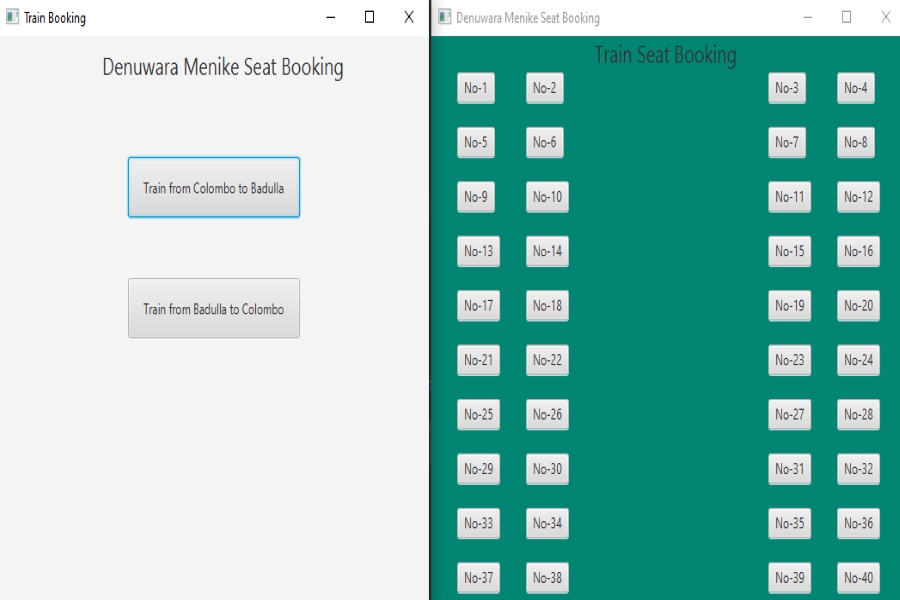 Train Booking
Denuwara Menike Seat Booking
Train from Colombo to Badulla
Train from Badulla to Colombo
Denuwara Menike Seat Booking
Train Seat Booking
No-1 No-2 No-3 No-4
No-5 No-6 No-7 No-8
No-9 No-10 No-11 No-12
No-13 No-14 No-15 No-16
No-17 No-18 No-19 No-20
No-21 No-22 No-23 No-24
No-25 No-26 No-27 No-28
No-29 No-30 No-31 No-32
No-33 No-34 No-35 No-36
No-37 No-38 No-39 No-40